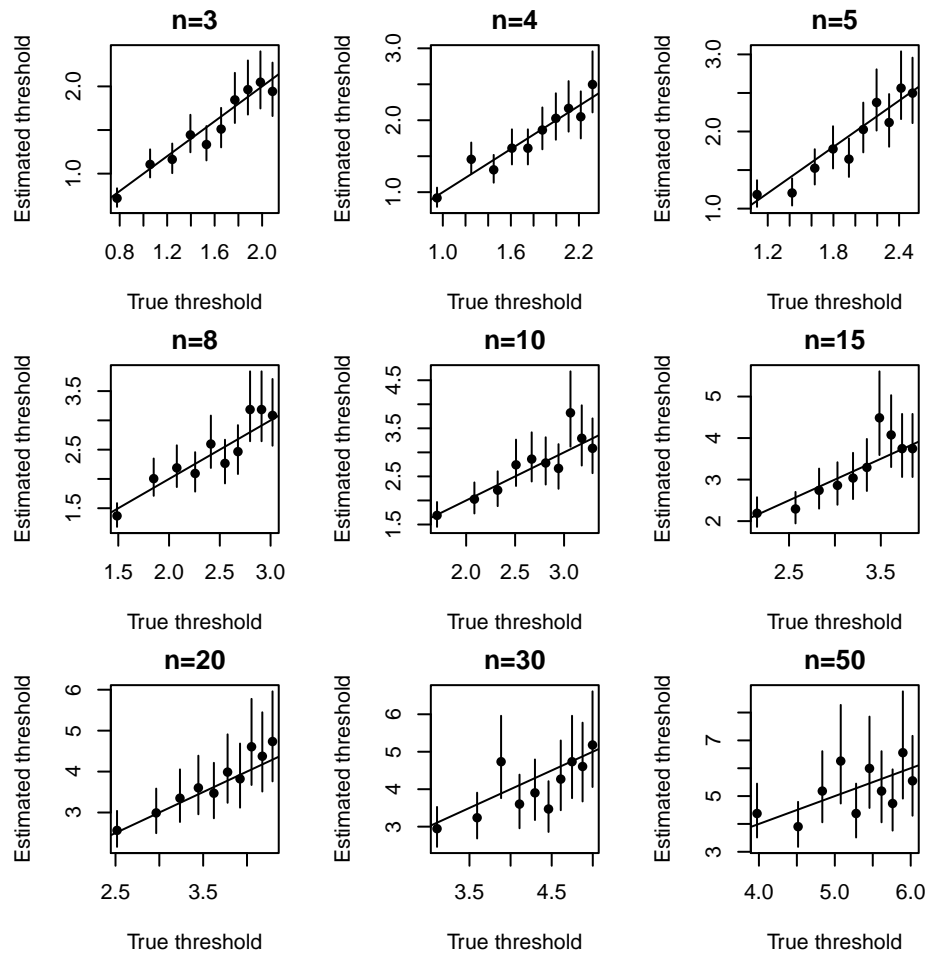 n=3
Estimated threshold
1.0 2.0
0.8 1.2 1.6 2.0
True threshold
n=4
Estimated threshold
1.0 2.0 3.0
1.0 1.6 2.2
True threshold
n=5
Estimated threshold
1.0 2.0 3.0
1.2 1.8 2.4
True threshold
n=8
Estimated threshold
1.5 2.5 3.5
1.5 2.0 2.5 3.0
True threshold
n=10
Estimated threshold
1.5 2.5 3.5 4.5
2.0 2.5 3.0
True threshold
n=15
Estimated threshold
2 3 4 5
2.5 3.5
True threshold
n=20
Estimated threshold
3 4 5 6
2.5 3.5
True threshold
n=30
Estimated threshold
3 4 5 6
3.5 4.5
True threshold
n=50
Estimated threshold
3 5 7
4.0 5.0 6.0
True threshold